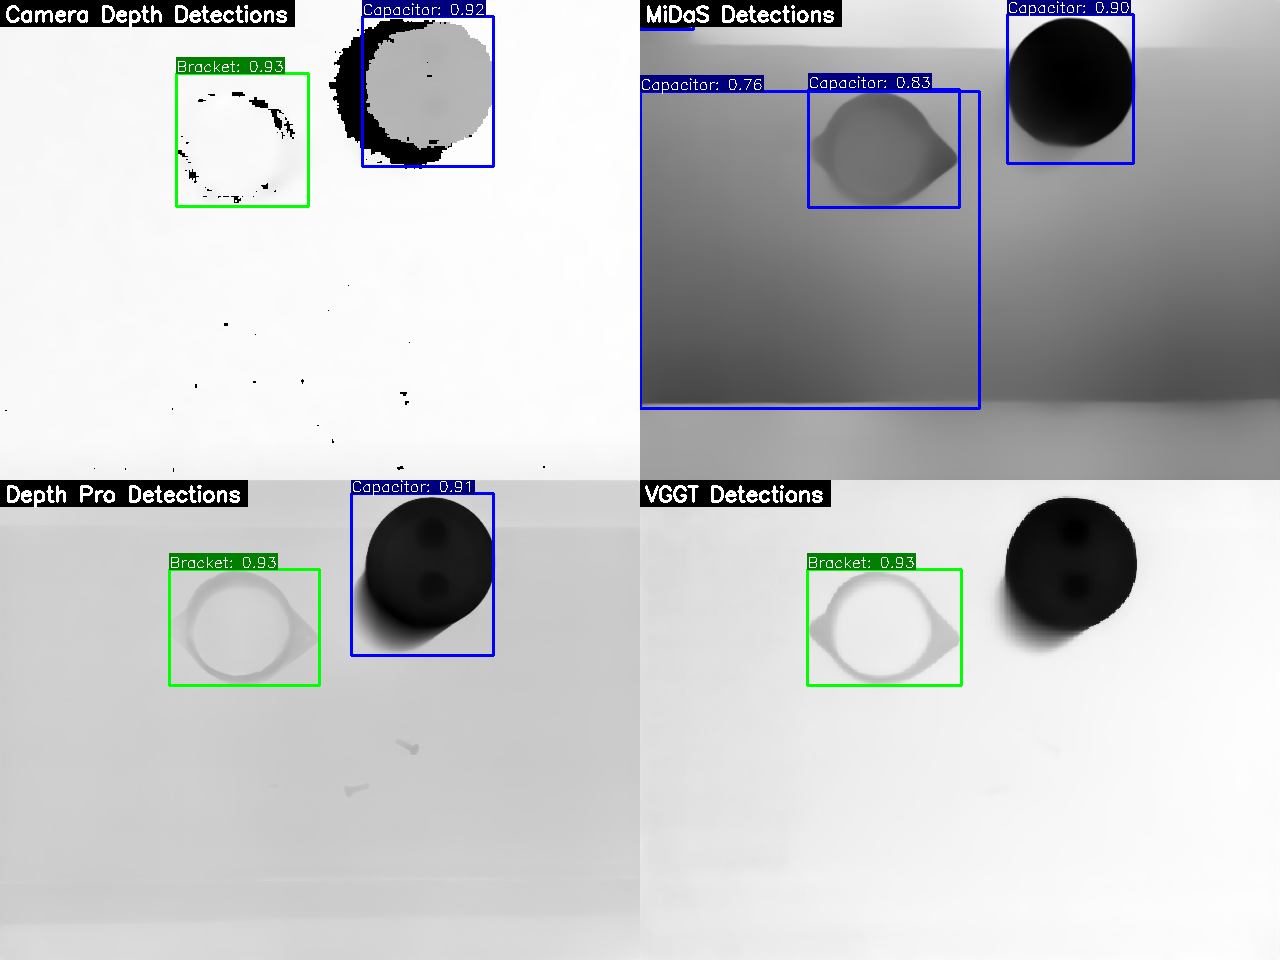 Camera Depth Detections
Capacitor: 0.92
Bracket: 0.93
MiDaS Detections
Capacitor: 0.90
Capacitor: 0.76
Capacitor: 0.83
Depth Pro Detections
Capacitor: 0.91
Bracket: 0.93
VGGT Detections
Bracket: 0.93